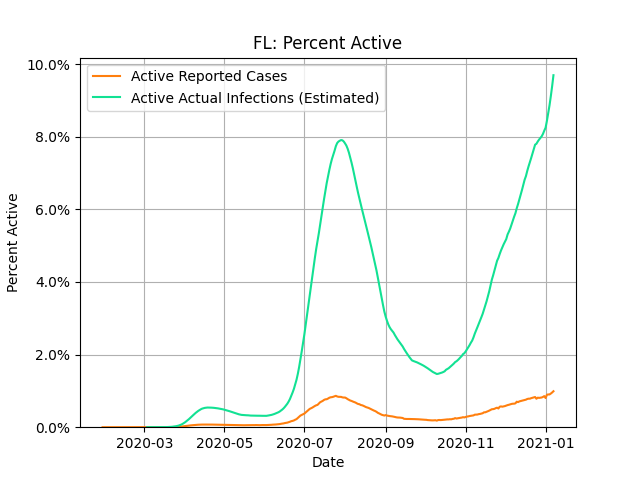 FL: Percent Active
Active Reported Cases
Active Actual Infections (Estimated)
Percent Active
10.0%
8.0%
6.0%
4.0%
2.0%
0.0%
2020-03 2020-05 2020-07 2020-09 2020-11 2021-01
Date